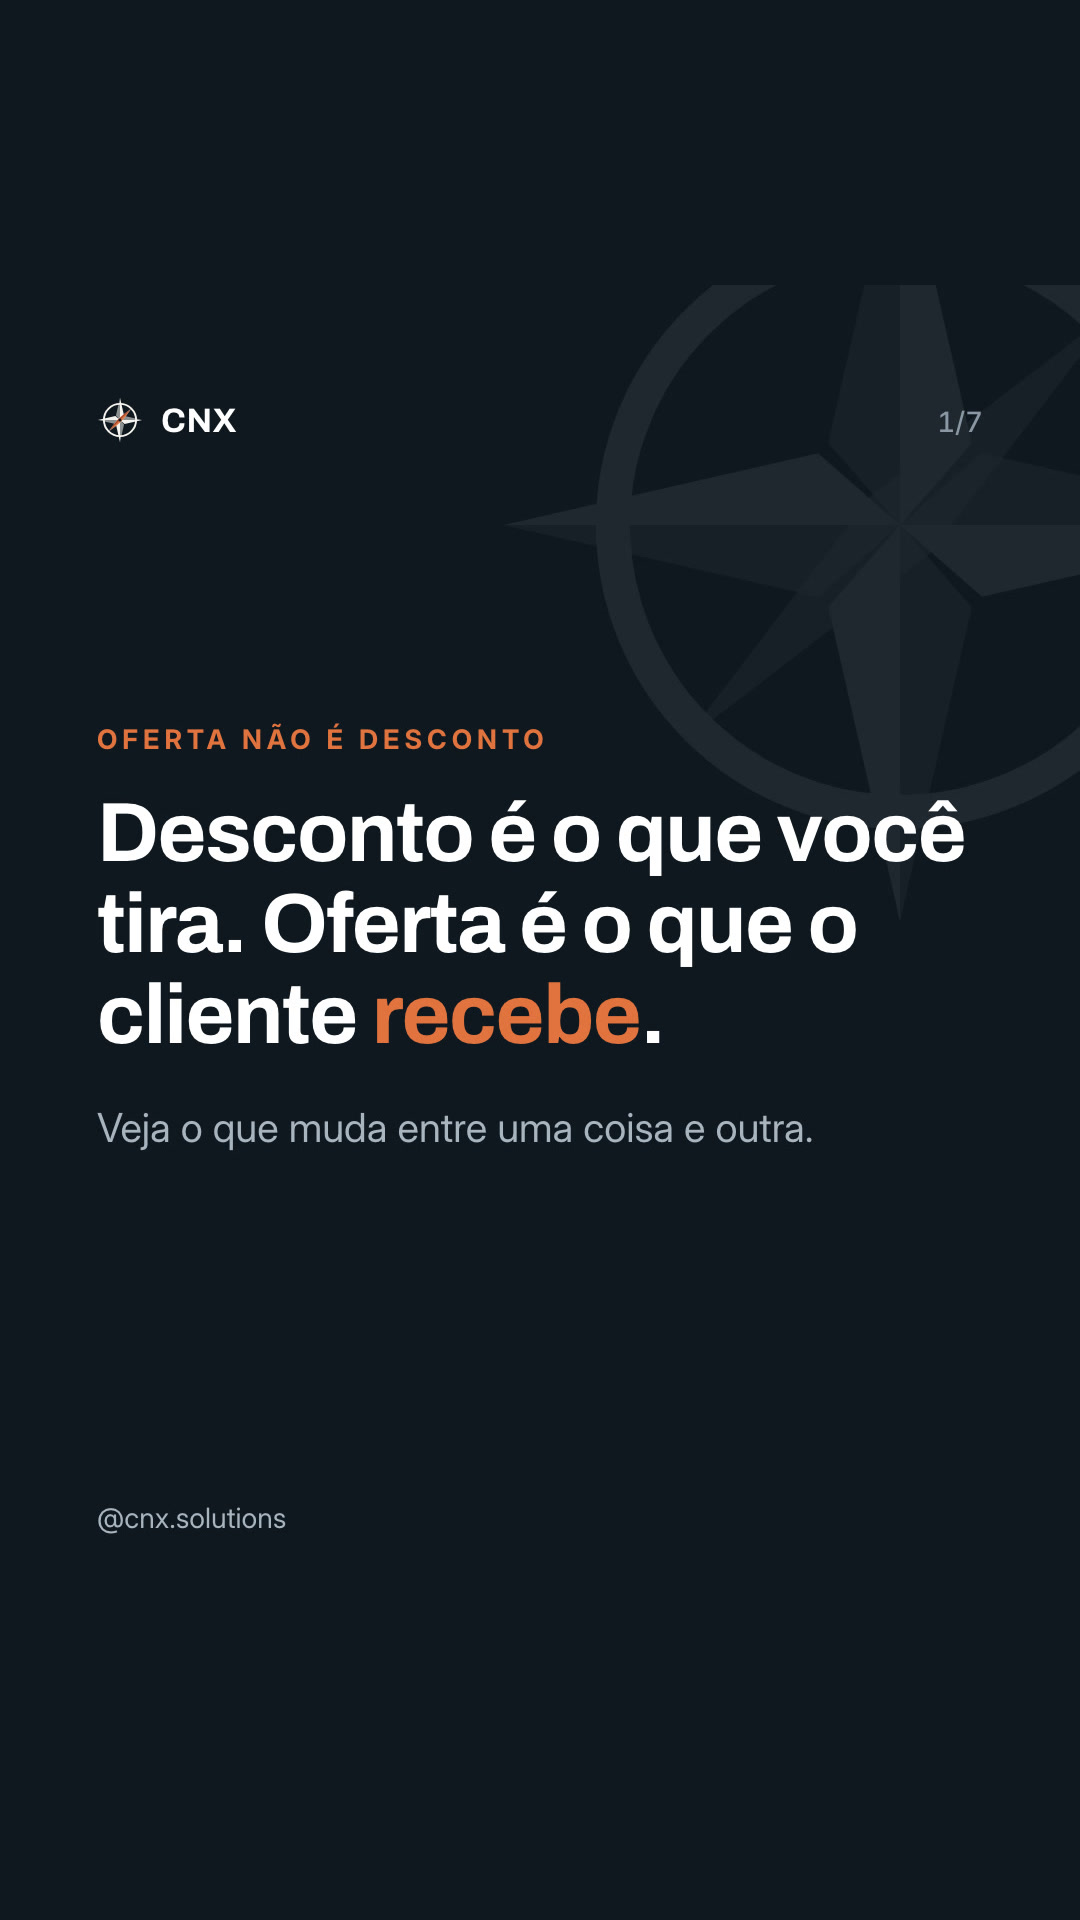 CNX
1/7
OFERTA NÃO É DESCONTO
Desconto é o que você
tira. Oferta é o que o
cliente recebe.
Veja o que muda entre uma coisa e outra.
@cnx.solutions